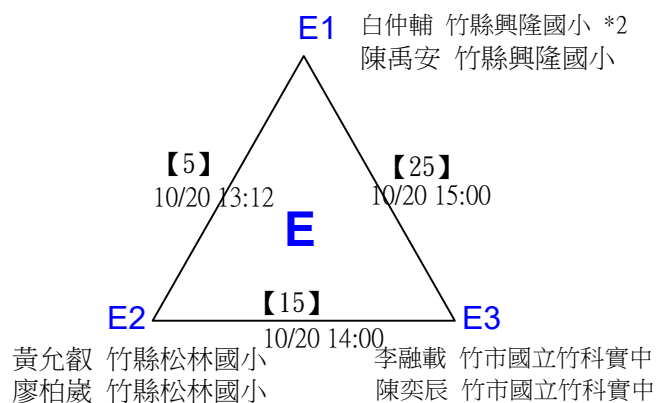 E1
白仲輔 竹縣興隆國小 *2
陳禹安 竹縣興隆國小
【5】
10/20 13:12
【25】
10/20 15:00
E
【15】
10/20 14:00
E2
黃允叡 竹縣松林國小
廖柏崴 竹縣松林國小
E3
李融載 竹市國立竹科實中
陳奕辰 竹市國立竹科實中